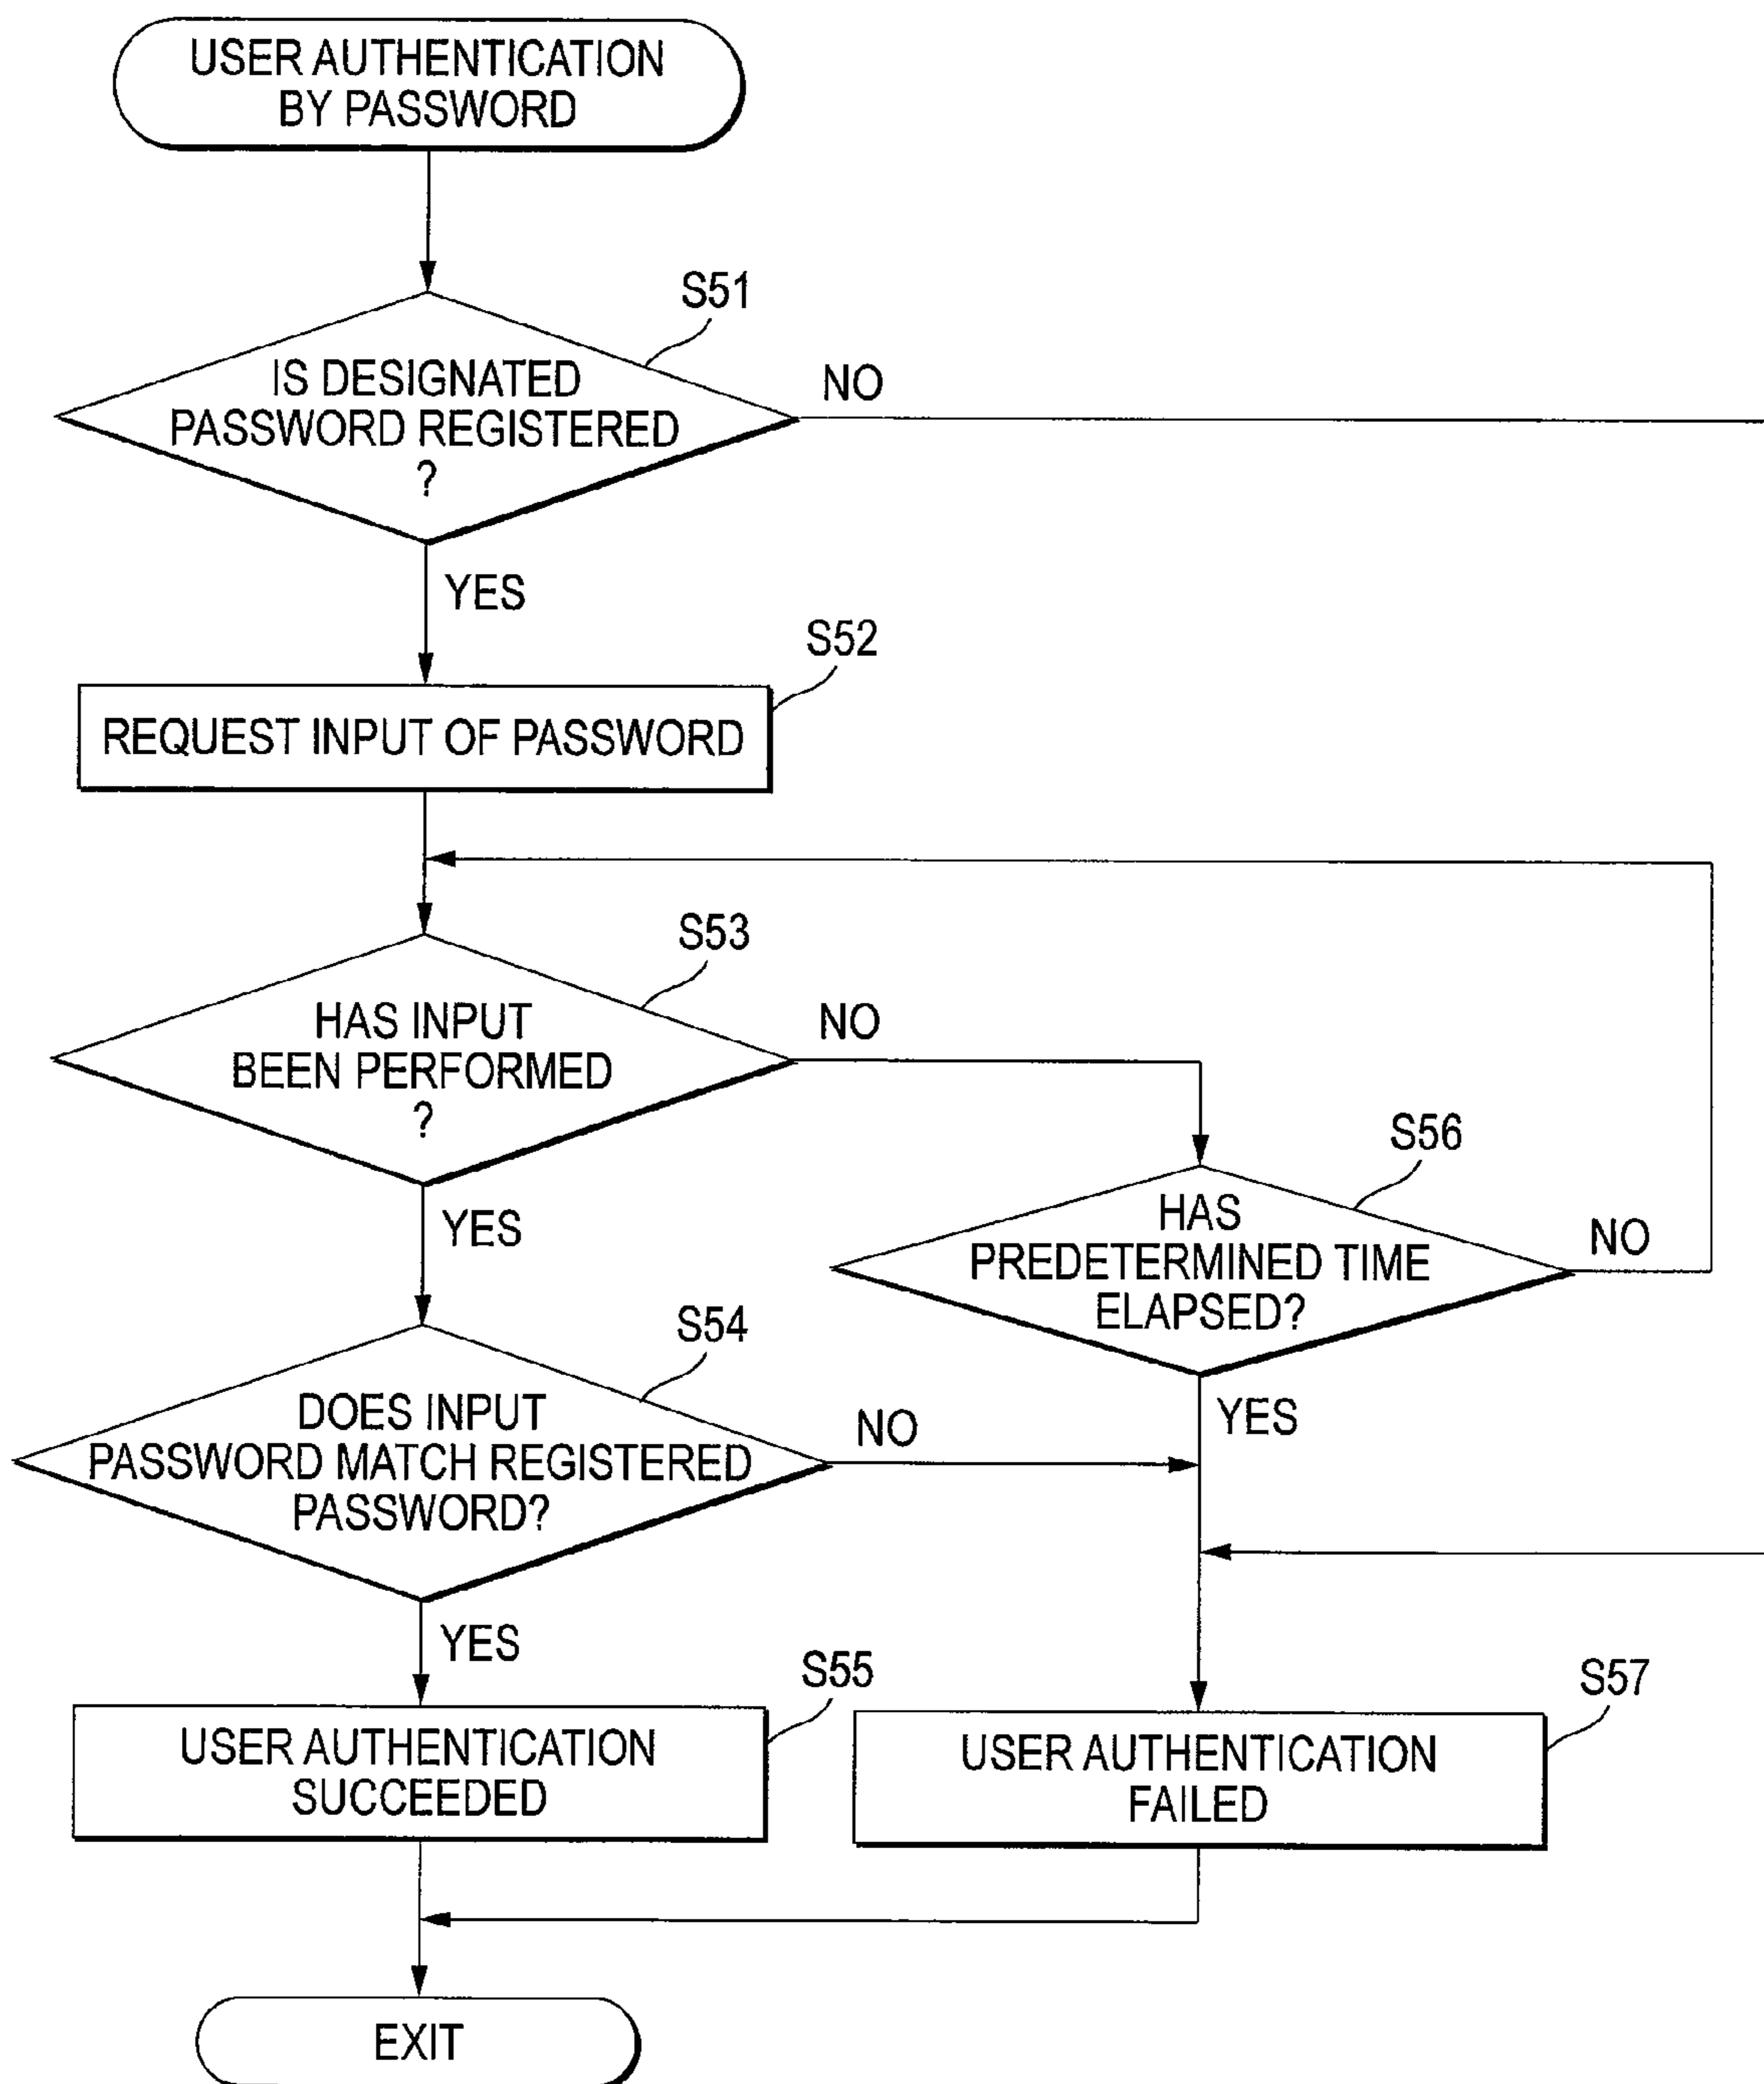 USER AUTHENTICATION
BY PASSWORD
S51
IS DESIGNATED
PASSWORD REGISTERED
?
NO
YES
S52
REQUEST INPUT OF PASSWORD
S53
HAS INPUT
BEEN PERFORMED
?
NO
YES
S56
HAS
PREDETERMINED TIME
ELAPSED?
NO
YES
S54
DOES INPUT
PASSWORD MATCH REGISTERED
PASSWORD?
NO
YES
S55
USER AUTHENTICATION
SUCCEEDED
S57
USER AUTHENTICATION
FAILED
EXIT